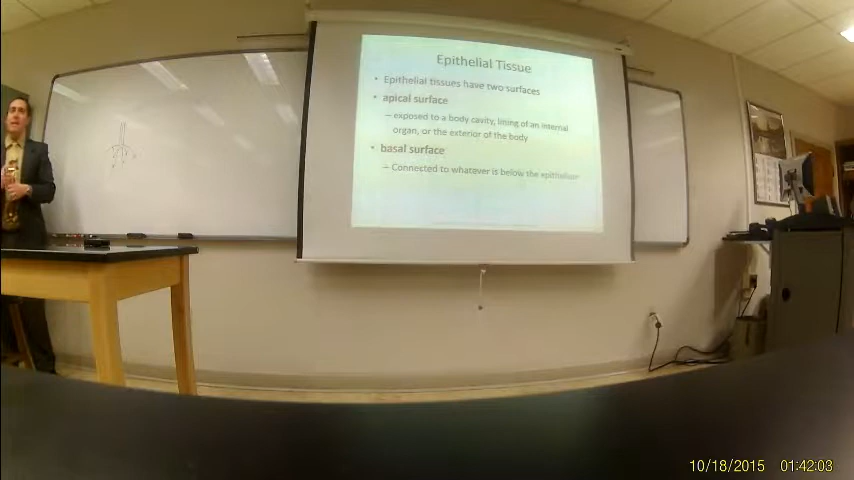 Epithelial Tissue
• Epithelial tissues have two surfaces
• apical surface
– exposed to a body cavity, lining of an internal
organ, or the exterior of the body
• basal surface
– Connected to whatever is below the epithelium
10/18/2015 01:42:03